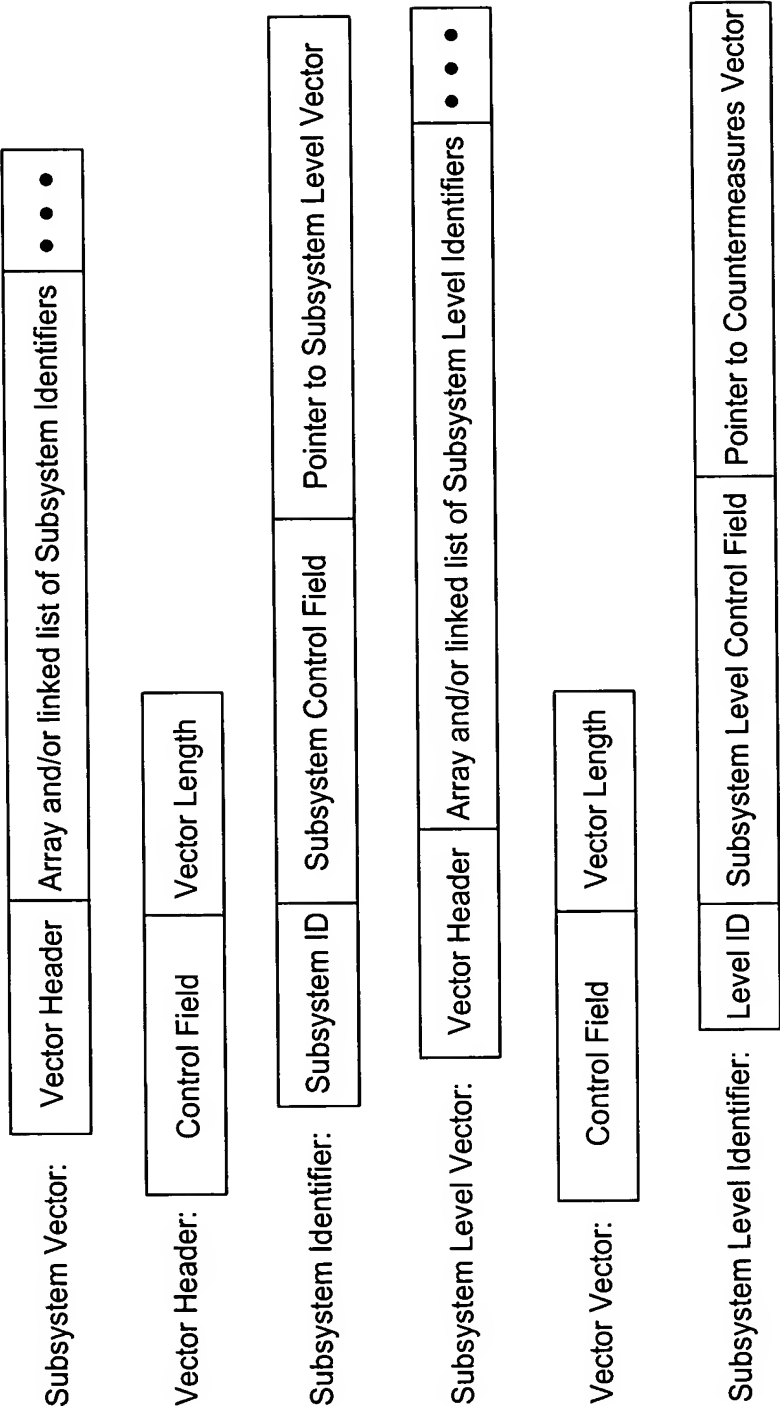 Subsystem Vector: Vector Header Array and/or linked list of Subsystem Identifiers • • •
Vector Header: Control Field Vector Length
Subsystem Identifier: Subsystem ID Subsystem Control Field Pointer to Subsystem Level Vector
Subsystem Level Vector: Vector Header Array and/or linked list of Subsystem Level Identifiers • • •
Vector Vector: Control Field Vector Length
Subsystem Level Identifier: Level ID Subsystem Level Control Field Pointer to Countermeasures Vector